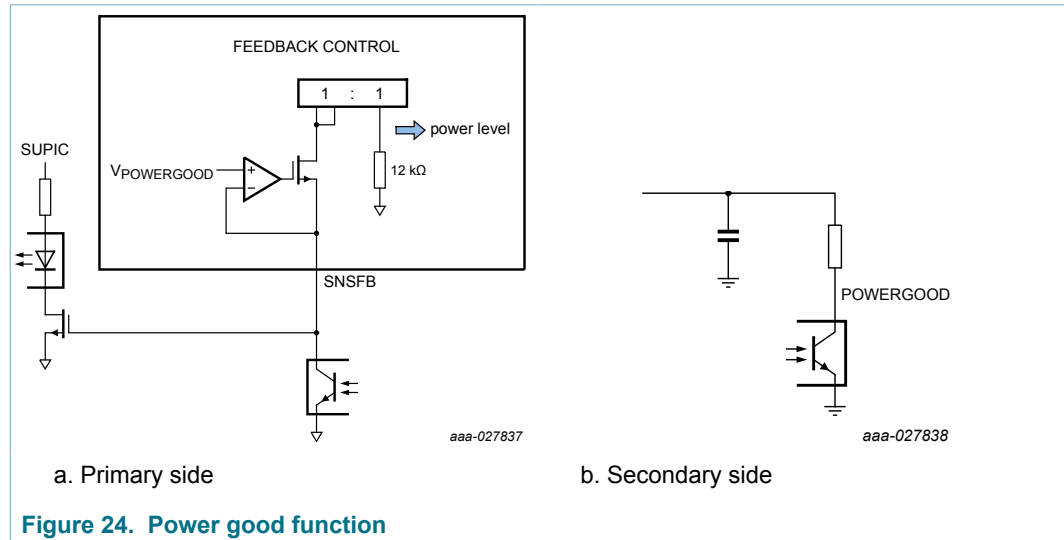 FEEDBACK CONTROL
1 : 1
power level
SUPIC
VPOWERGOOD
+
12 kΩ
−
SNSFB
POWERGOOD
aaa-027837
aaa-027838
a. Primary side
b. Secondary side
Figure 24. Power good function